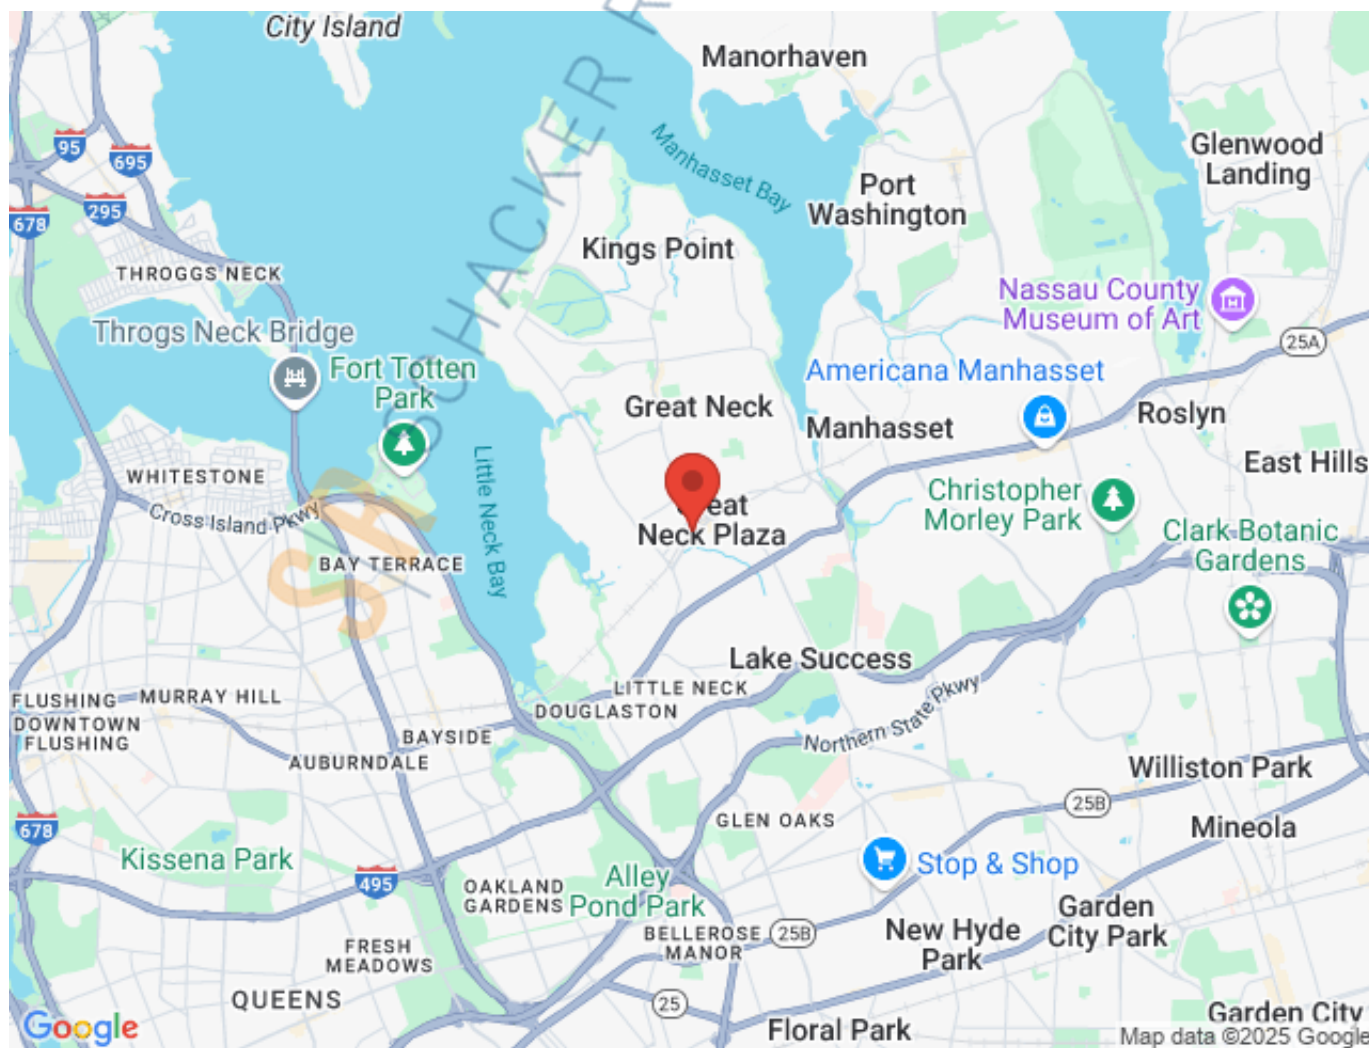 City Island
Manorhaven
SA SCHACKER R
95
695
295
678
Manhasset Bay
Glenwood
Landing
Port
Washington
Kings Point
THROGGS NECK
Nassau County
Museum of Art
Throgs Neck Bridge
25A
Fort Totten
Park
Americana Manhasset
Great Neck
Manhasset
Roslyn
East Hills
WHITESTONE
Little Neck Bay
Cross Island Pkwy
Great
Neck Plaza
Christopher
Morley Park
Clark Botanic
Gardens
BAY TERRACE
Lake Success
LITTLE NECK
DOUGLASTON
Northern State Pkwy
FLUSHING
MURRAY HILL
DOWNTOWN
FLUSHING
BAYSIDE
AUBURNDALE
Williston Park
25B
678
GLEN OAKS
Mineola
Kissena Park
495
Stop & Shop
OAKLAND
GARDENS
Alley
Pond Park
BELLEROSE
MANOR
25B
New Hyde
Park
Garden
City Park
FRESH
MEADOWS
QUEENS
25
Floral Park
Garden City
Google
Map data ©2025 Google